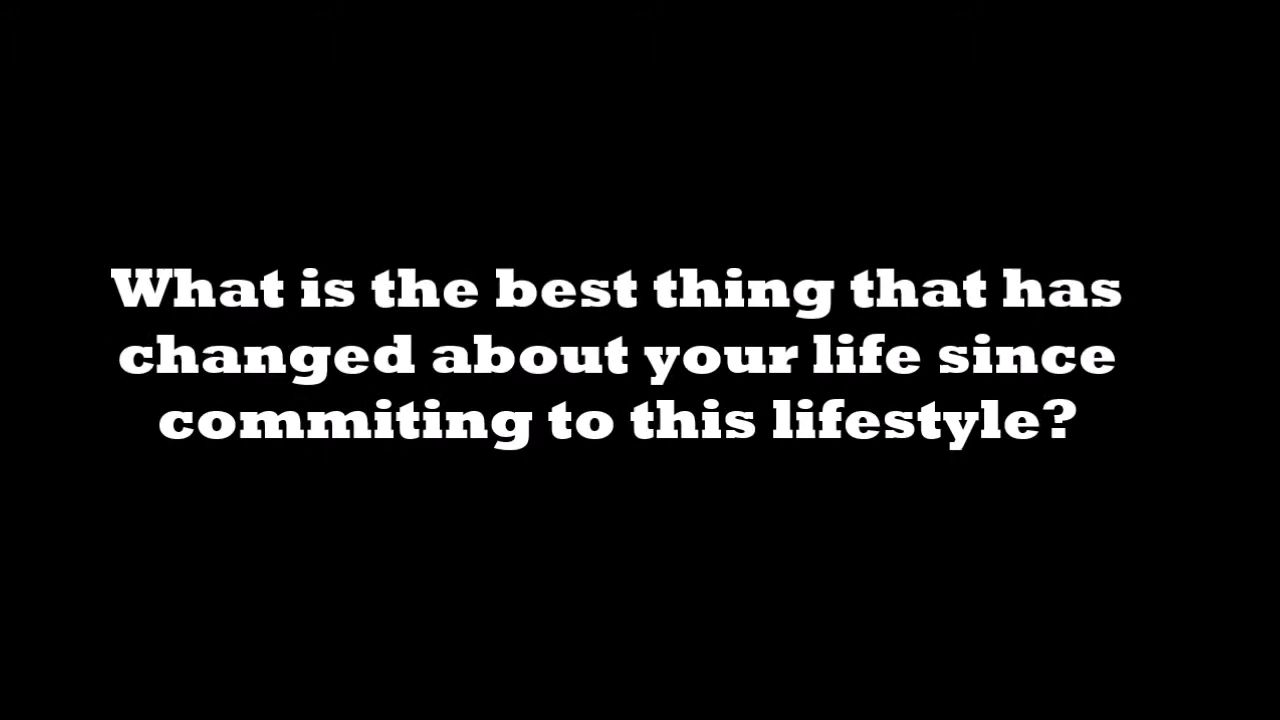 What is the best thing that has
changed about your life since
commiting to this lifestyle?